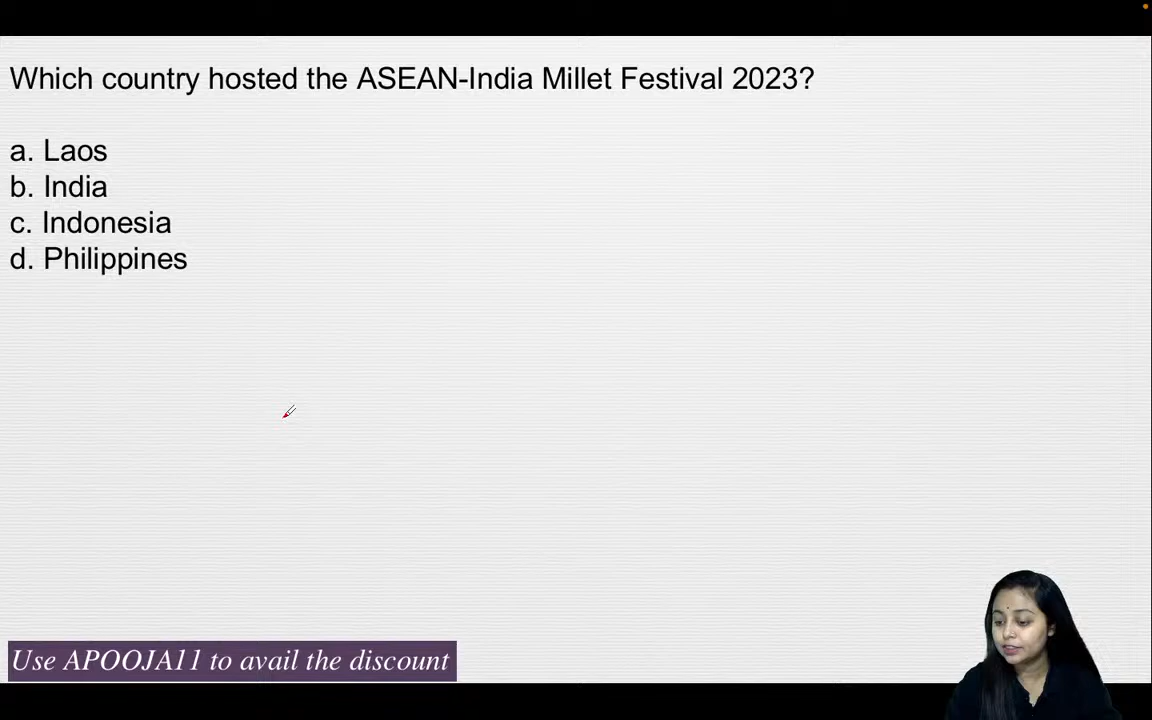 Which country hosted the ASEAN-India Millet Festival 2023?
a. Laos
b. India
c. Indonesia
d. Philippines
Use APOOJA11 to avail the discount